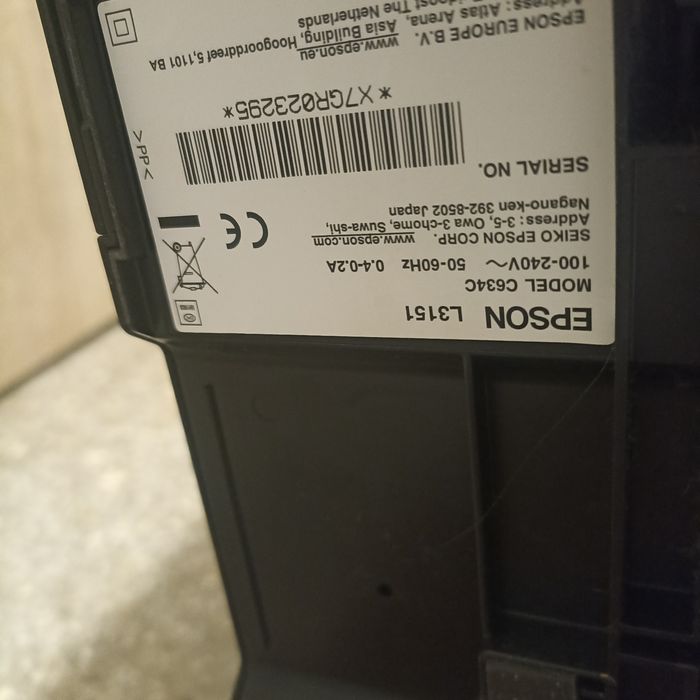 EPSON L3151
MODEL C634C
100-240V～ 50-60Hz 0.4-0.2A
SEIKO EPSON CORP. www.epson.com
Address: 3-5, Owa 3-chome, Suwa-shi,
Nagano-ken 392-8502 Japan
CE
SERIAL NO.
*X7GR023295*
>PP<
EPSON EUROPE B.V. www.epson.eu
Address: Atlas Arena, Asia Building, Hoogoorddreef 5,1101 BA
The Netherlands